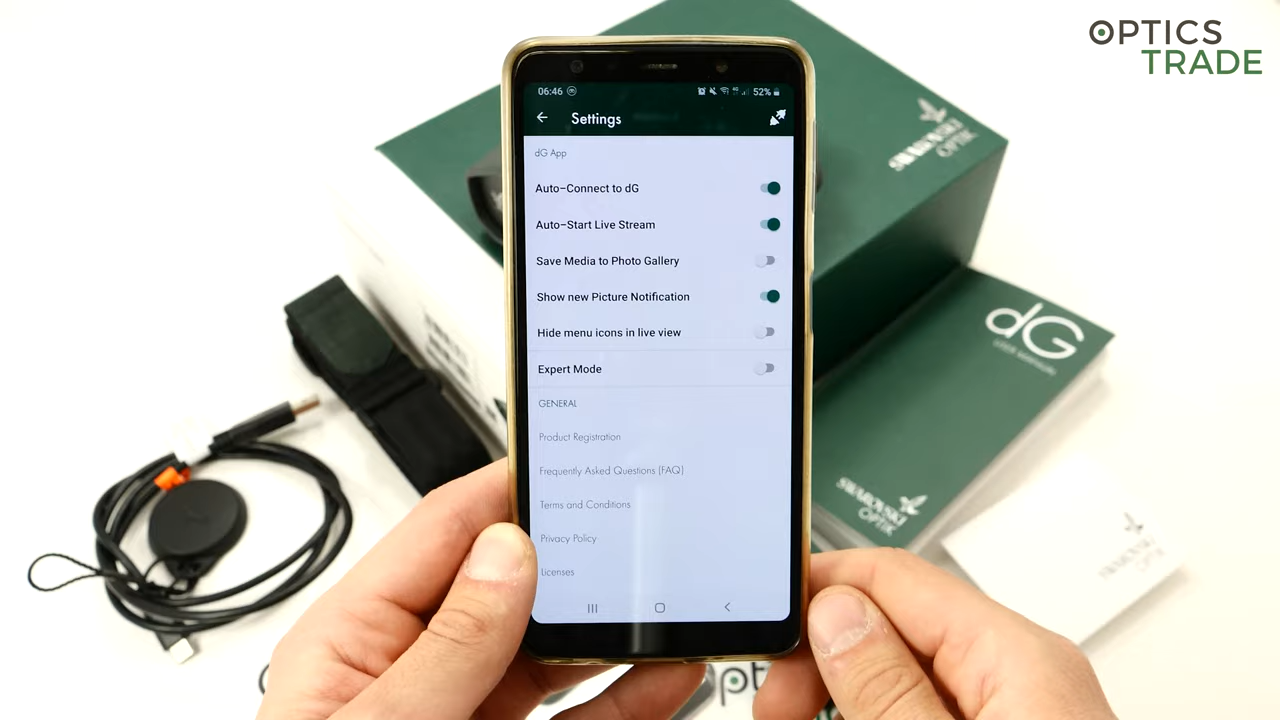 OPTICS
TRADE
06:46
52%
Settings
SWAROVSKI
OPTIK
dG App
Auto-Connect to dG
Auto-Start Live Stream
Save Media to Photo Gallery
Show new Picture Notification
Hide menu icons in live view
Expert Mode
GENERAL
Product Registration
Frequently Asked Questions (FAQ)
Terms and Conditions
Privacy Policy
Licenses
dG
SWAROVSKI
OPTIK